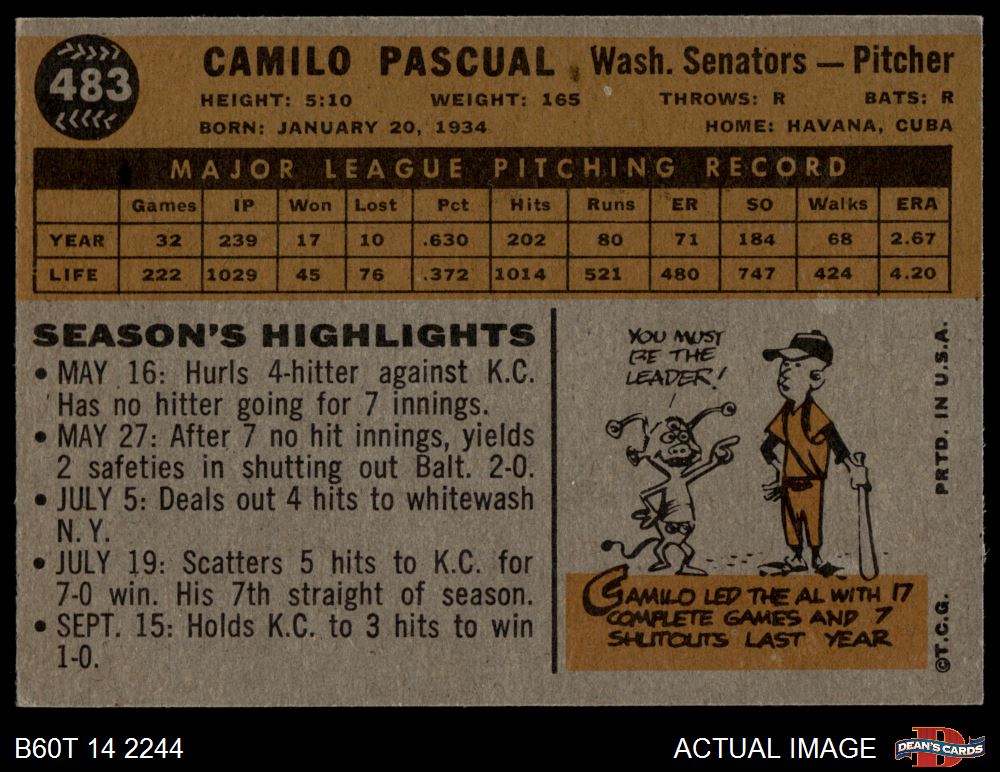 483
CAMILO PASCUAL Wash. Senators — Pitcher
HEIGHT: 5:10 WEIGHT: 165 THROWS: R BATS: R
BORN: JANUARY 20, 1934 HOME: HAVANA, CUBA
MAJOR LEAGUE PITCHING RECORD
Games IP Won Lost Pct Hits Runs ER SO Walks ERA
YEAR 32 239 17 10 .630 202 80 71 184 68 2.67
LIFE 222 1029 45 76 .372 1014 521 480 747 424 4.20
SEASON'S HIGHLIGHTS
• MAY 16: Hurls 4-hitter against K.C.
Has no hitter going for 7 innings.
• MAY 27: After 7 no hit innings, yields
2 safeties in shutting out Balt. 2-0.
• JULY 5: Deals out 4 hits to whitewash
N.Y.
• JULY 19: Scatters 5 hits to K.C. for
7-0 win. His 7th straight of season.
• SEPT. 15: Holds K.C. to 3 hits to win
1-0.
YOU MUST
BE THE
LEADER!
CAMILO LED THE AL WITH 17
COMPLETE GAMES AND 7
SHUTOUTS LAST YEAR
©T.C.G. PRTD. IN U.S.A.
B60T 14 2244
ACTUAL IMAGE
D
DEAN'S CARDS